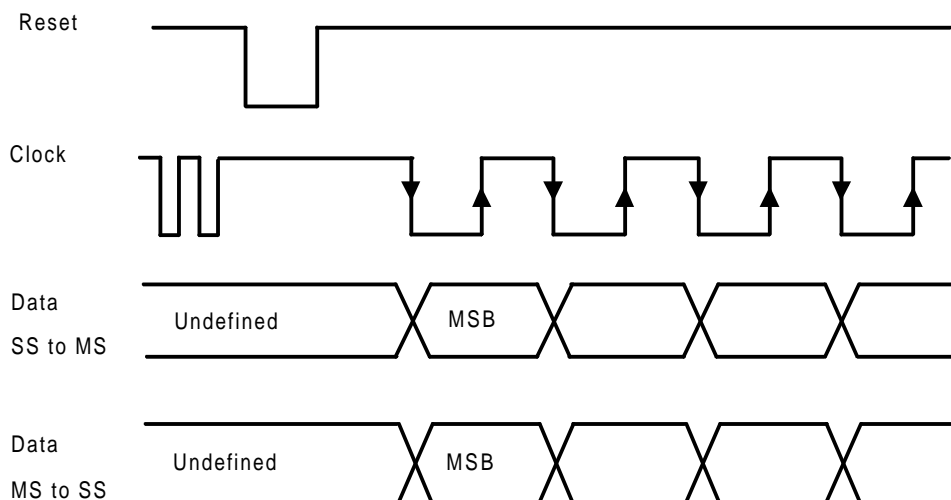 Reset
Clock
Data
SS to MS
Undefined
MSB
Data
MS to SS
Undefined
MSB